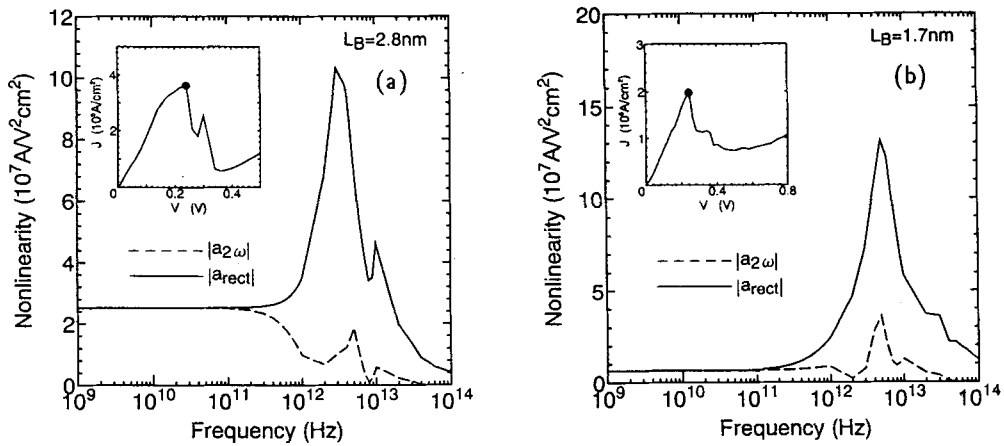 12
10
8
6
4
2
0
Nonlinearity (10⁷A/V²cm²)
L_B=2.8nm
(a)
4
2
0
J (10⁶A/cm²)
0.2
0.4
V (V)
|a_2ω|
|a_rect|
10⁹
10¹⁰
10¹¹
10¹²
10¹³
10¹⁴
Frequency (Hz)
20
15
10
5
0
Nonlinearity (10⁷A/V²cm²)
L_B=1.7nm
(b)
3
2
1
0
0.4
0.8
V (V)
|a_2ω|
|a_rect|
10⁹
10¹⁰
10¹¹
10¹²
10¹³
10¹⁴
Frequency (Hz)